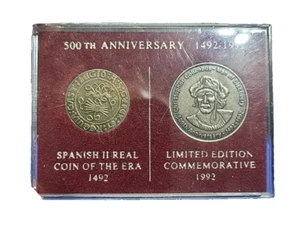 500TH ANNIVERSARY 1492-19
SPANISH II REAL
COIN OF THE ERA
1492
LIMITED EDITION
COMMEMORATIVE
1992